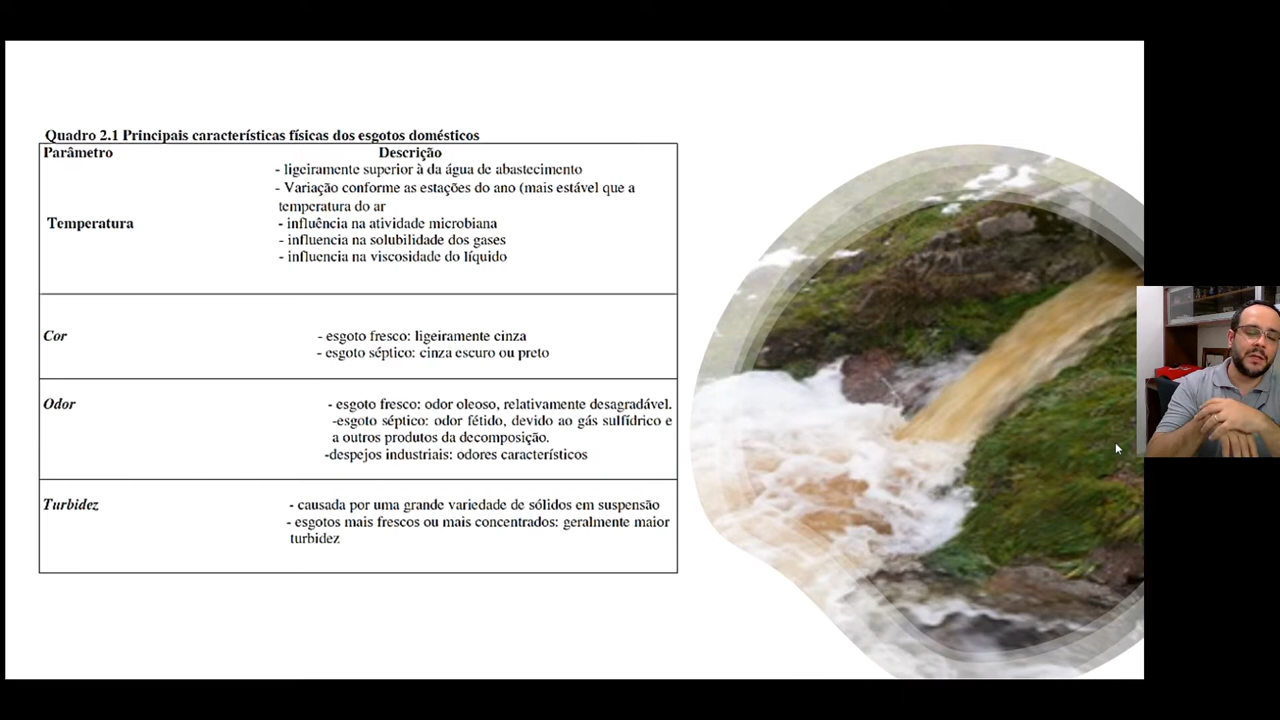 Quadro 2.1 Principais características físicas dos esgotos domésticos
Parâmetro Descrição
Temperatura
- ligeiramente superior à da água de abastecimento
- Variação conforme as estações do ano (mais estável que a
temperatura do ar
- influência na atividade microbiana
- influencia na solubilidade dos gases
- influencia na viscosidade do líquido
Cor
- esgoto fresco: ligeiramente cinza
- esgoto séptico: cinza escuro ou preto
Odor
- esgoto fresco: odor oleoso, relativamente desagradável.
-esgoto séptico: odor fétido, devido ao gás sulfídrico e
a outros produtos da decomposição.
-despejos industriais: odores característicos
Turbidez
- causada por uma grande variedade de sólidos em suspensão
- esgotos mais frescos ou mais concentrados: geralmente maior
turbidez